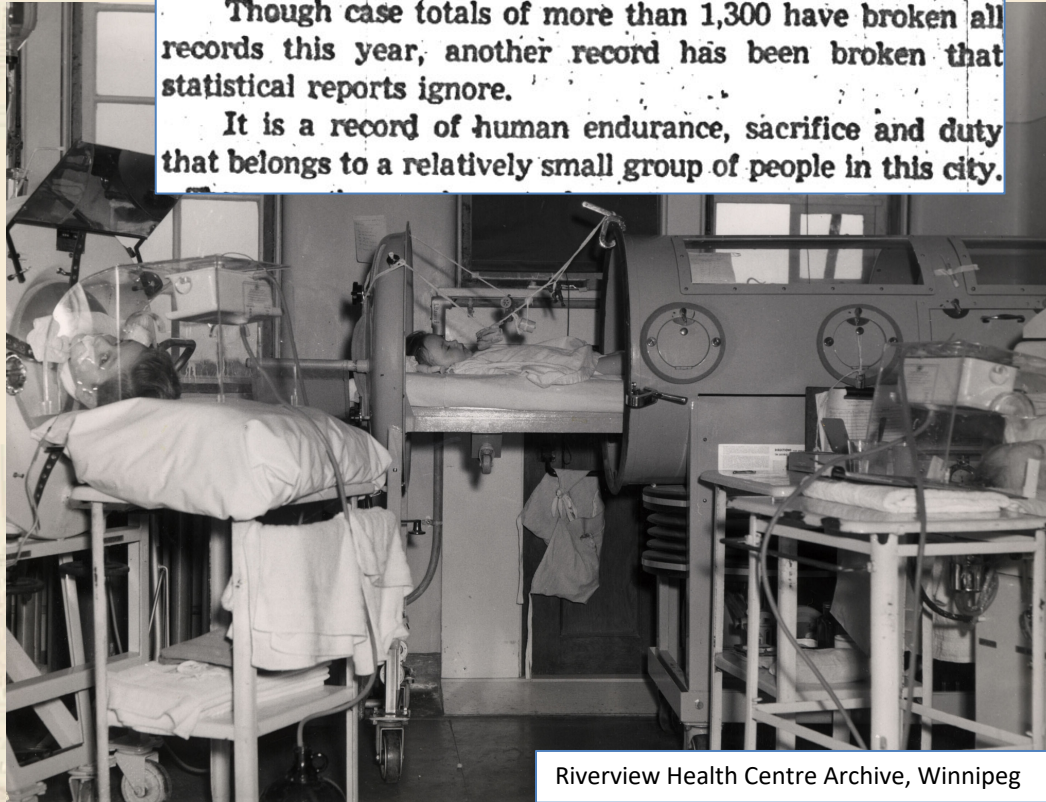 Though case totals of more than 1,300 have broken all
records this year, another record has been broken that
statistical reports ignore.
It is a record of human endurance, sacrifice and duty
that belongs to a relatively small group of people in this city.
Riverview Health Centre Archive, Winnipeg